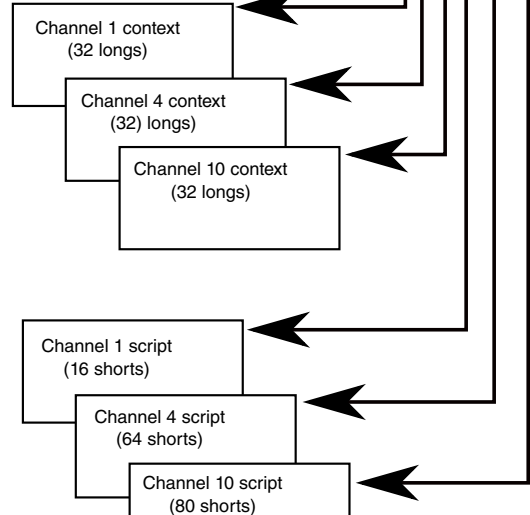 Channel 1 context
(32 longs)
Channel 4 context
(32) longs)
Channel 10 context
(32 longs)
Channel 1 script
(16 shorts)
Channel 4 script
(64 shorts)
Channel 10 script
(80 shorts)